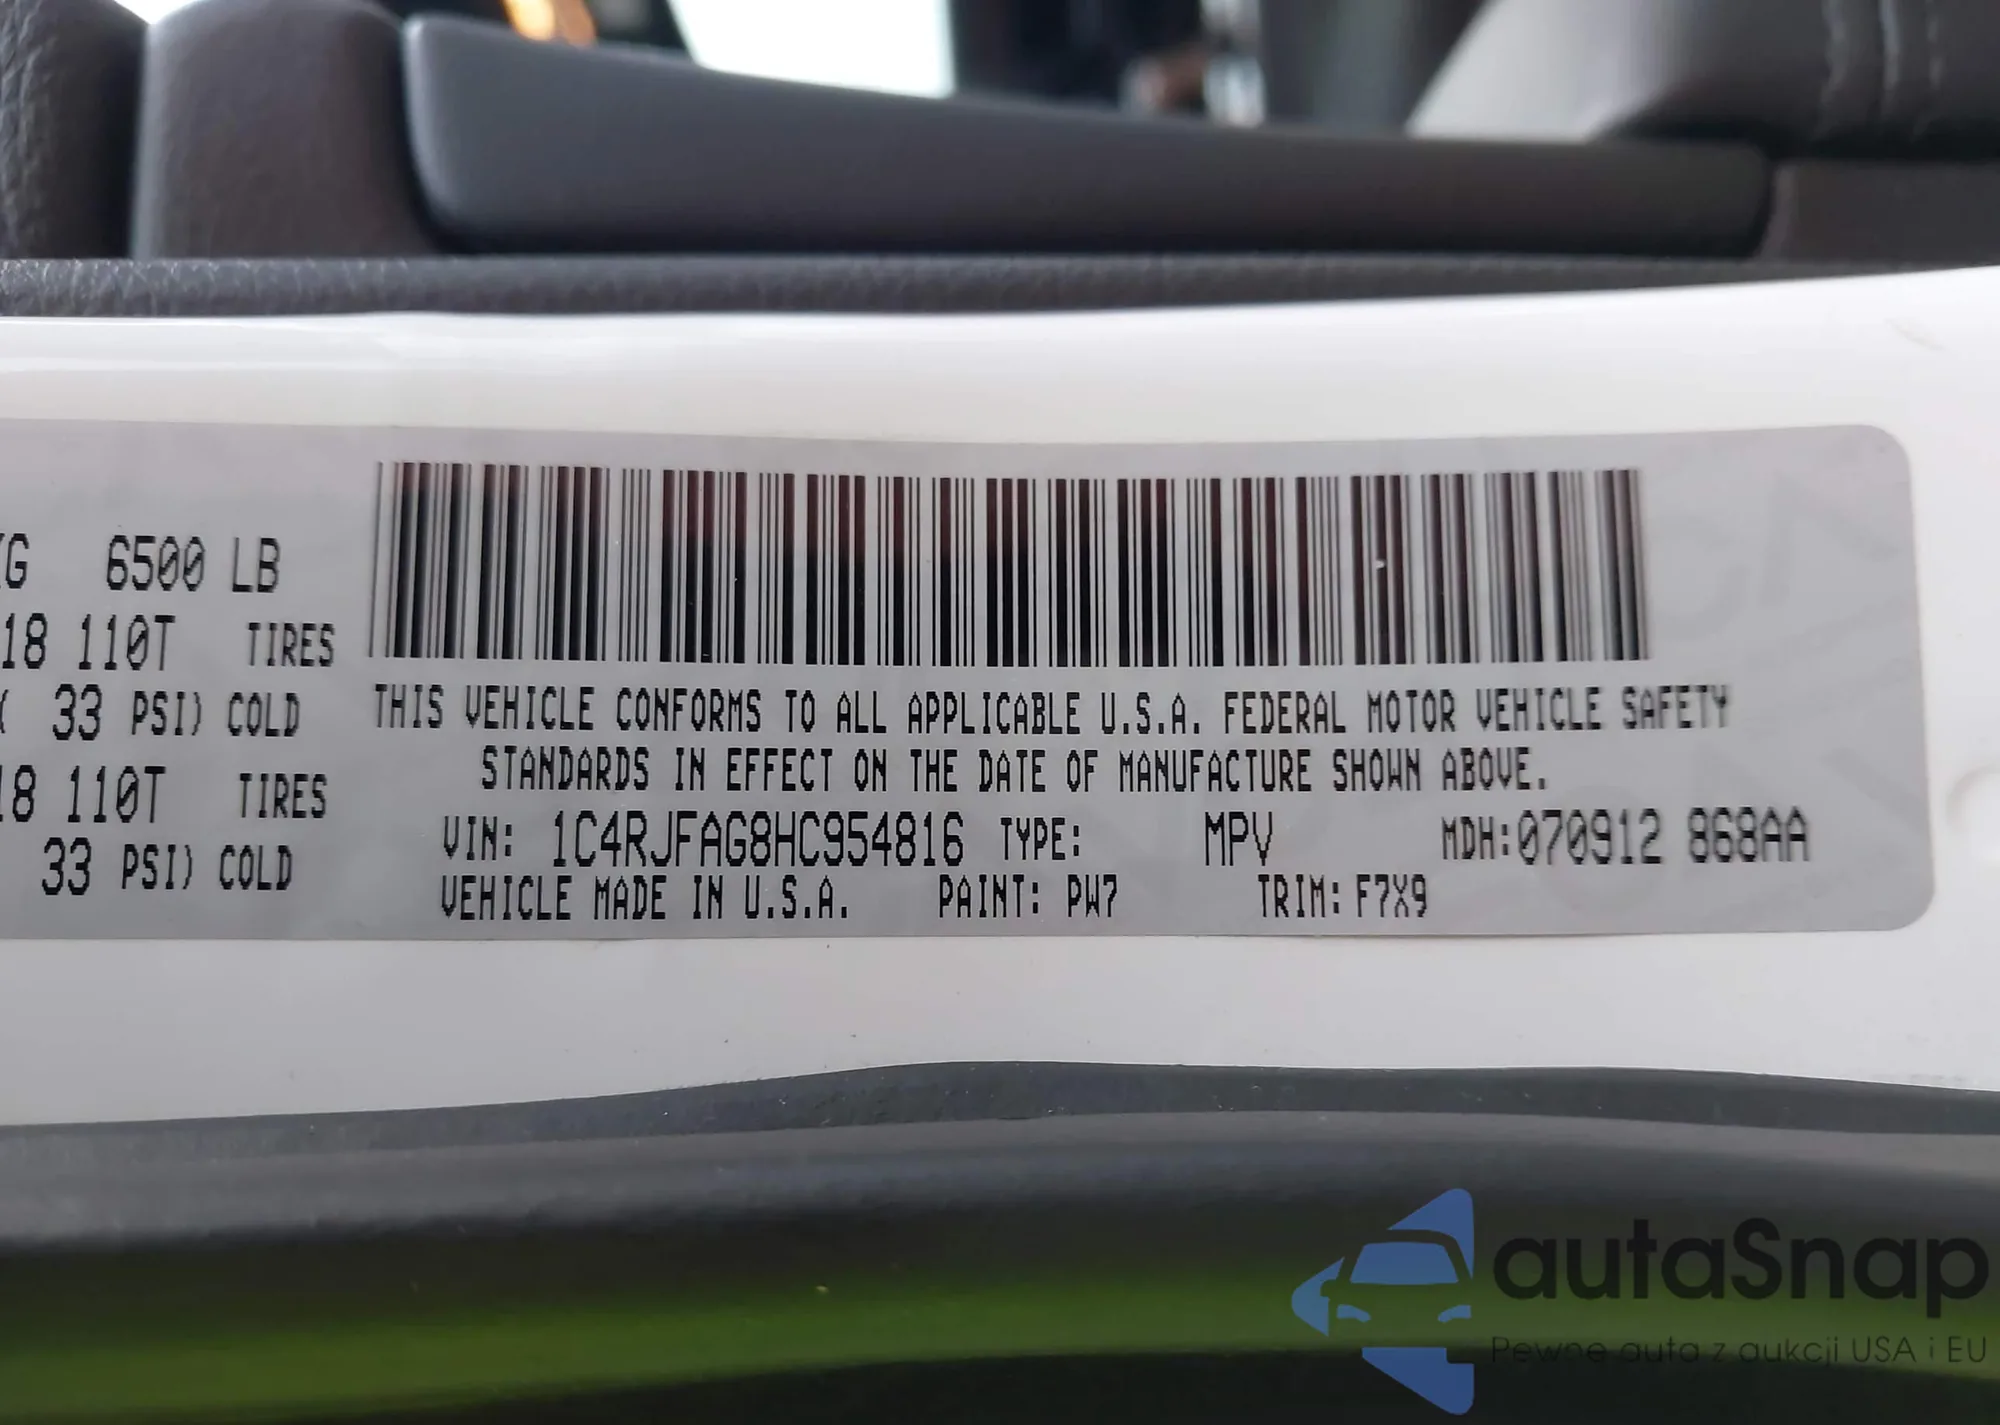 6500 LB
18 110T TIRES
33 PSI) COLD
18 110T TIRES
33 PSI) COLD
THIS VEHICLE CONFORMS TO ALL APPLICABLE U.S.A. FEDERAL MOTOR VEHICLE SAFETY
STANDARDS IN EFFECT ON THE DATE OF MANUFACTURE SHOWN ABOVE.
VIN: 1C4RJFAG8HC954816 TYPE: MPV MDH:070912 868AA
VEHICLE MADE IN U.S.A. PAINT: PW7 TRIM: F7X9
autaSnap
Pewne auta z aukcji USA i EU